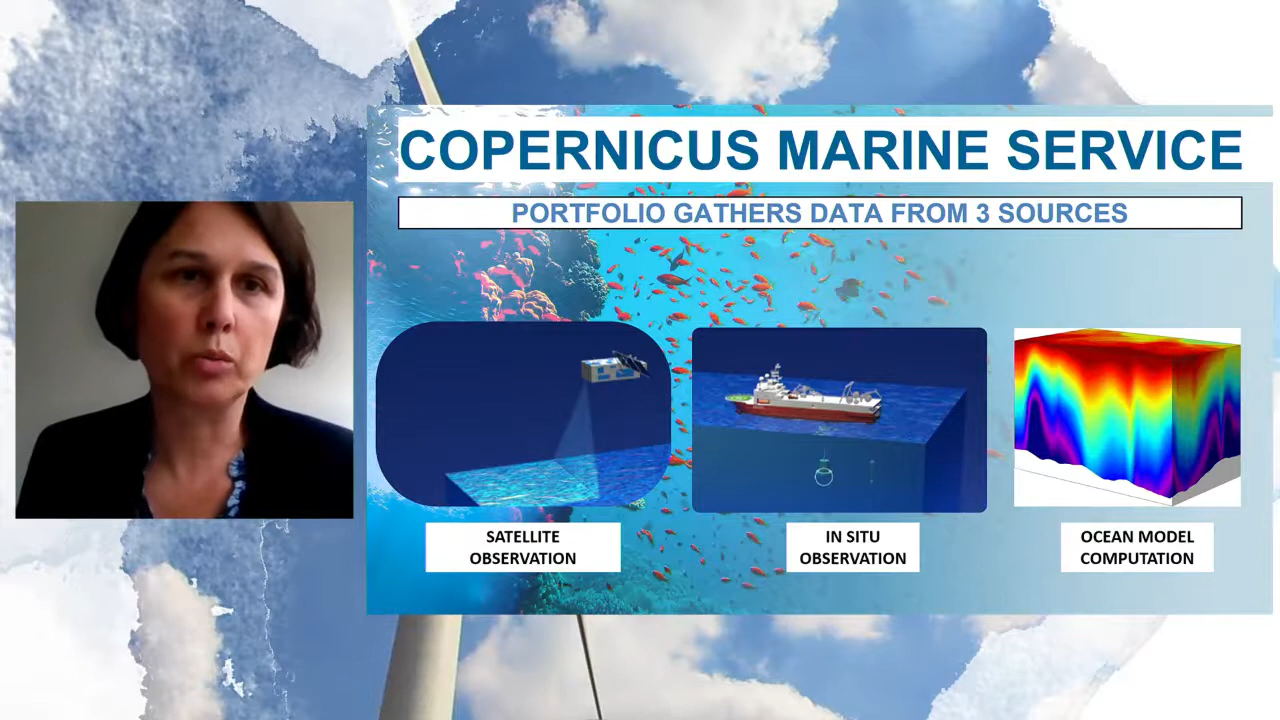 COPERNICUS MARINE SERVICE
PORTFOLIO GATHERS DATA FROM 3 SOURCES
SATELLITE
OBSERVATION
IN SITU
OBSERVATION
OCEAN MODEL
COMPUTATION